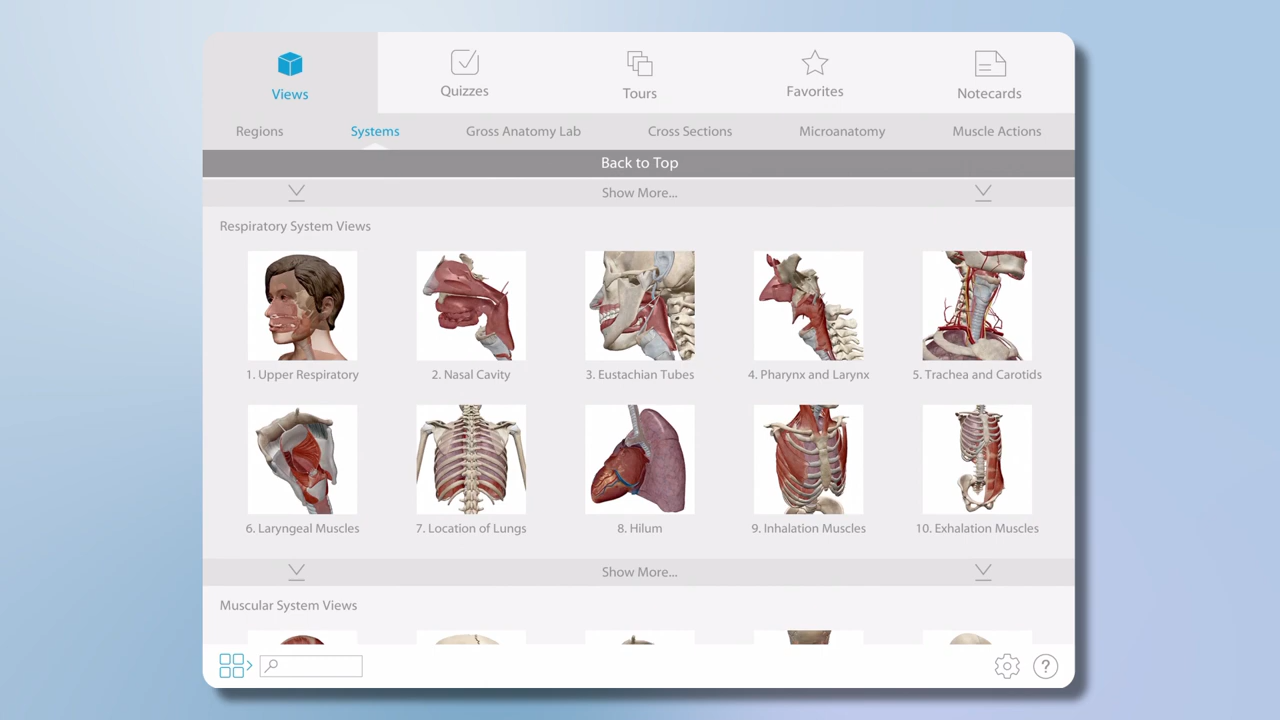 Views
Quizzes
Tours
Favorites
Notecards
Regions
Systems
Gross Anatomy Lab
Cross Sections
Microanatomy
Muscle Actions
Back to Top
Show More...
Respiratory System Views
1. Upper Respiratory
2. Nasal Cavity
3. Eustachian Tubes
4. Pharynx and Larynx
5. Trachea and Carotids
6. Laryngeal Muscles
7. Location of Lungs
8. Hilum
9. Inhalation Muscles
10. Exhalation Muscles
Show More...
Muscular System Views
?